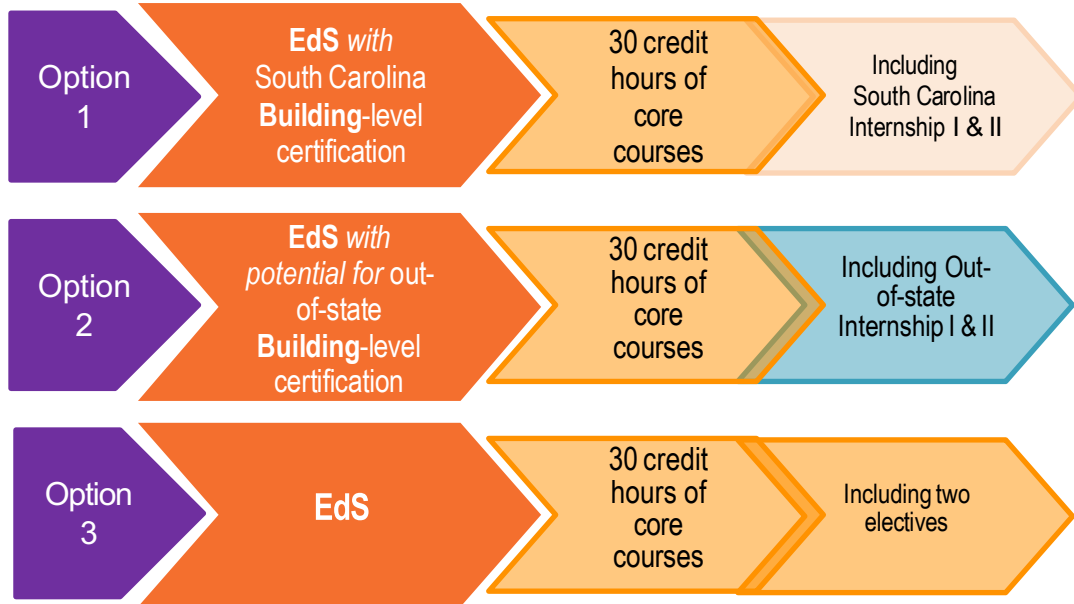 Option
1
EdS with
South Carolina
Building-level
certification
30 credit
hours of
core
courses
Including
South Carolina
Internship I & II
Option
2
EdS with
potential for out-
of-state
Building-level
certification
30 credit
hours of
core
courses
Including Out-
of-state
Internship I & II
Option
3
EdS
30 credit
hours of
core
courses
Including two
electives